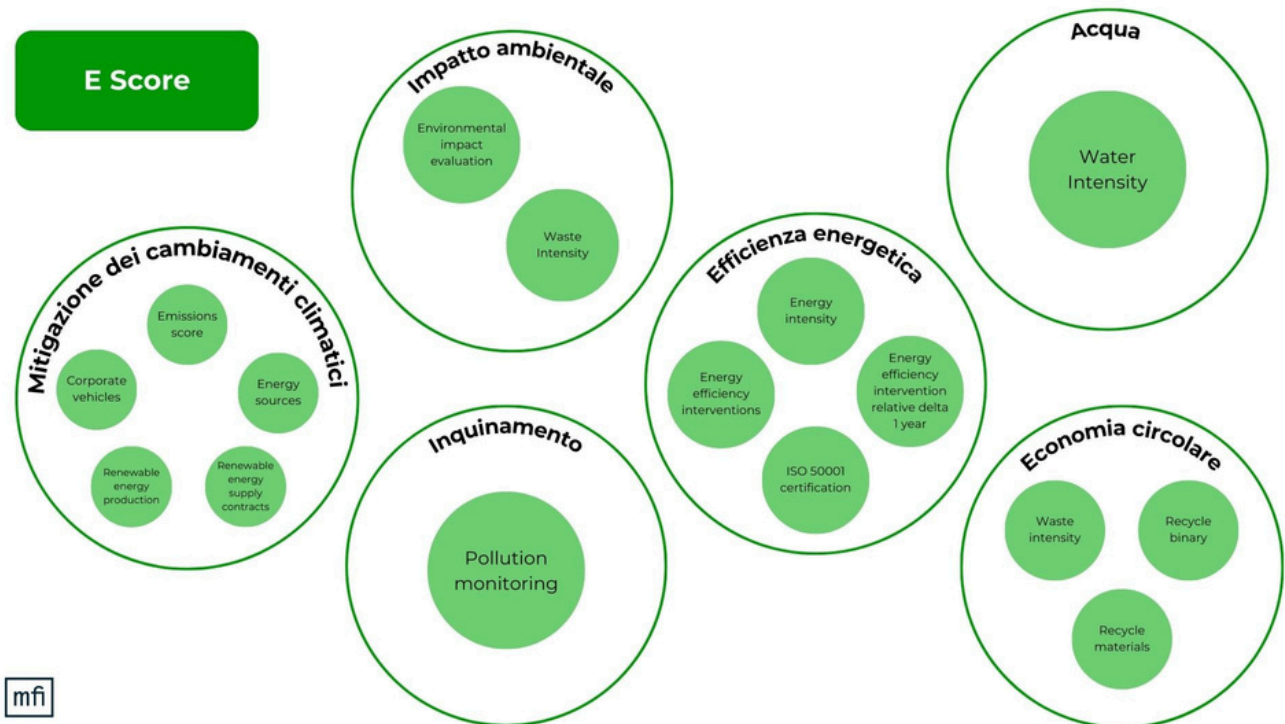 E Score
Impatto ambientale
Environmental
impact
evaluation
Waste
Intensity
Acqua
Water
Intensity
Mitigazione dei cambiamenti climatici
Emissions
score
Corporate
vehicles
Energy
sources
Renewable
energy
production
Renewable
energy
supply
contracts
Efficienza energetica
Energy
intensity
Energy
efficiency
interventions
Energy
efficiency
intervention
relative delta
1 year
ISO 50001
certification
Inquinamento
Pollution
monitoring
Economia circolare
Waste
intensity
Recycle
binary
Recycle
materials
mfi